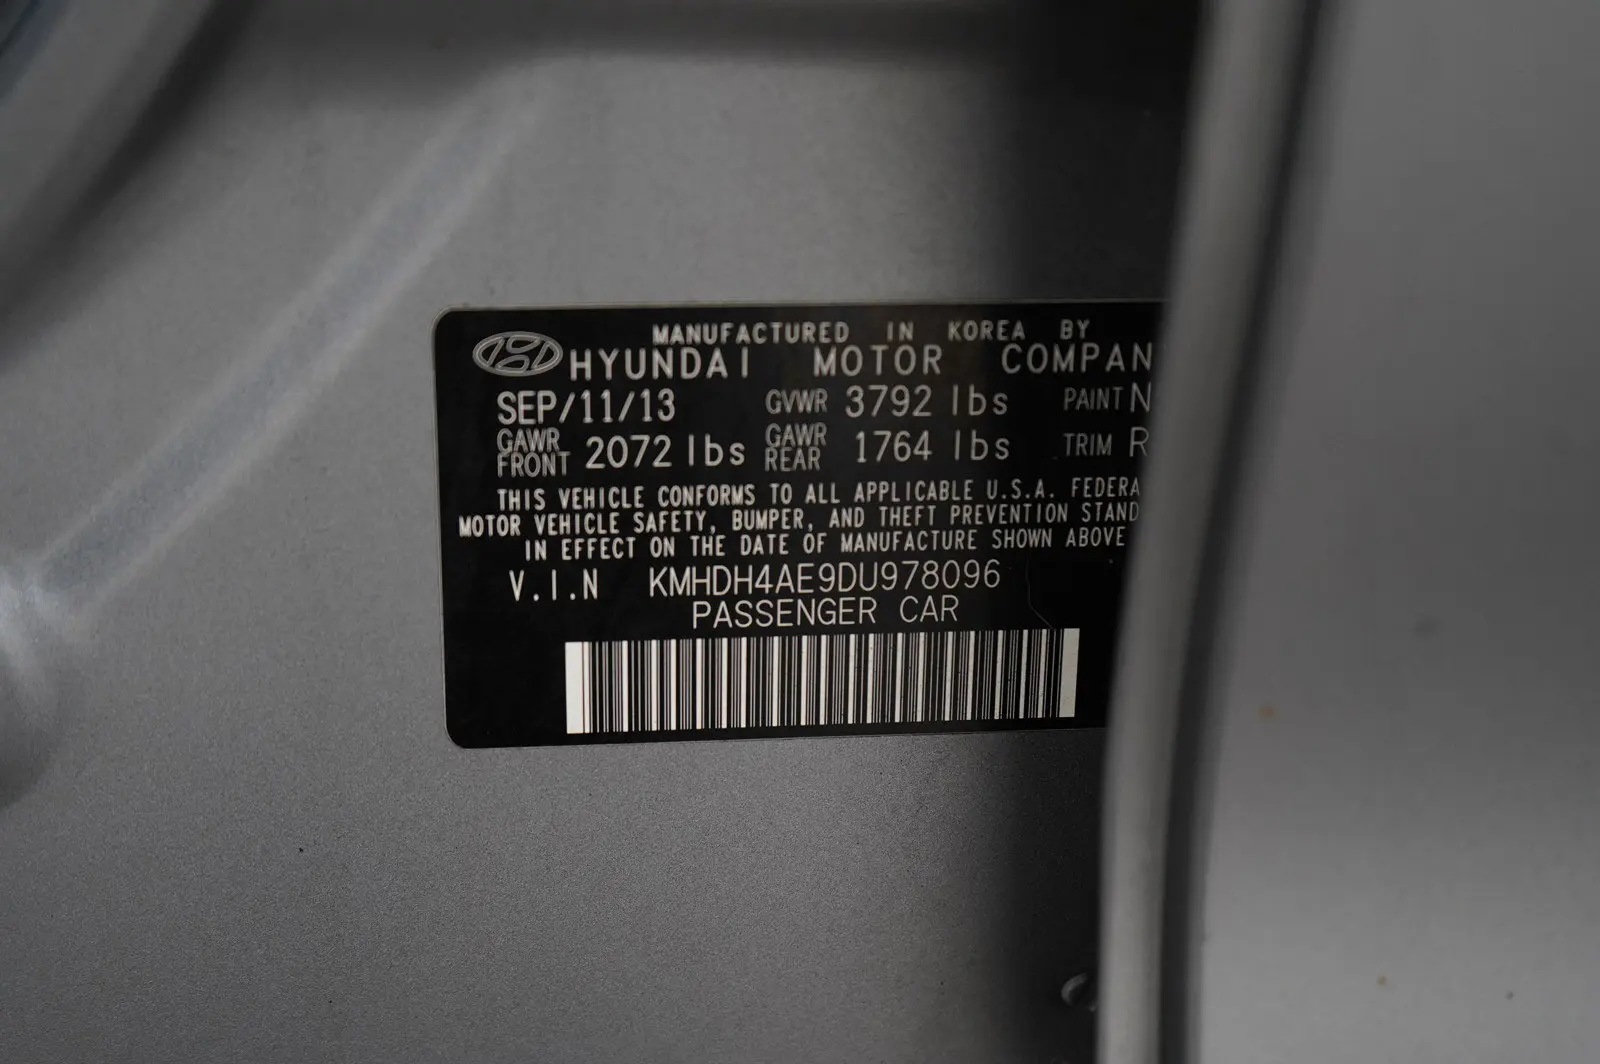 MANUFACTURED IN KOREA BY
HYUNDAI MOTOR COMPAN
SEP/11/13 GVWR 3792 lbs PAINT N
GAWR FRONT 2072 lbs GAWR REAR 1764 lbs TRIM R
THIS VEHICLE CONFORMS TO ALL APPLICABLE U.S.A. FEDERA
MOTOR VEHICLE SAFETY, BUMPER, AND THEFT PREVENTION STAND
IN EFFECT ON THE DATE OF MANUFACTURE SHOWN ABOVE
V.I.N KMHDH4AE9DU978096
PASSENGER CAR